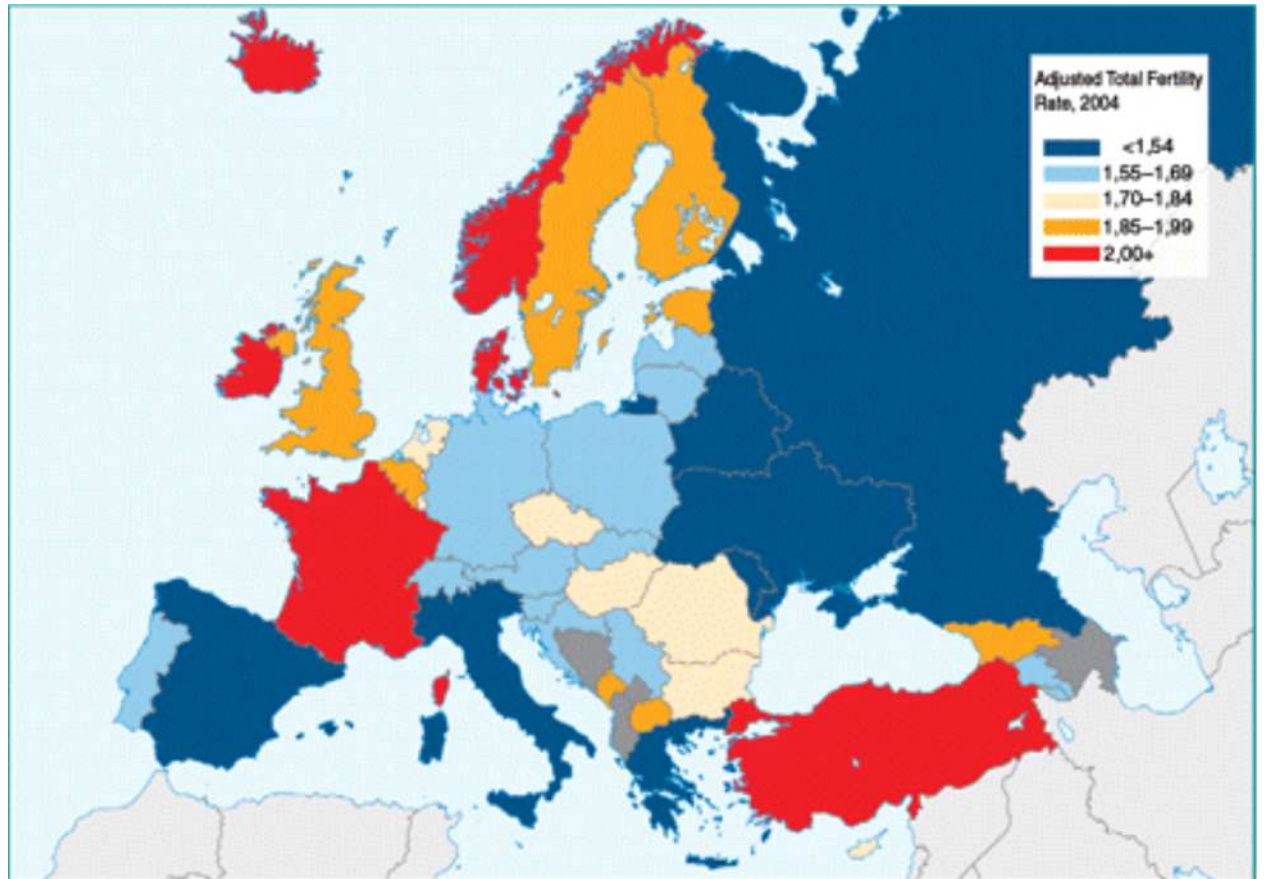 Adjusted Total Fertility
Rate, 2004
<1,54
1,55–1,69
1,70–1,84
1,85–1,99
2,00+